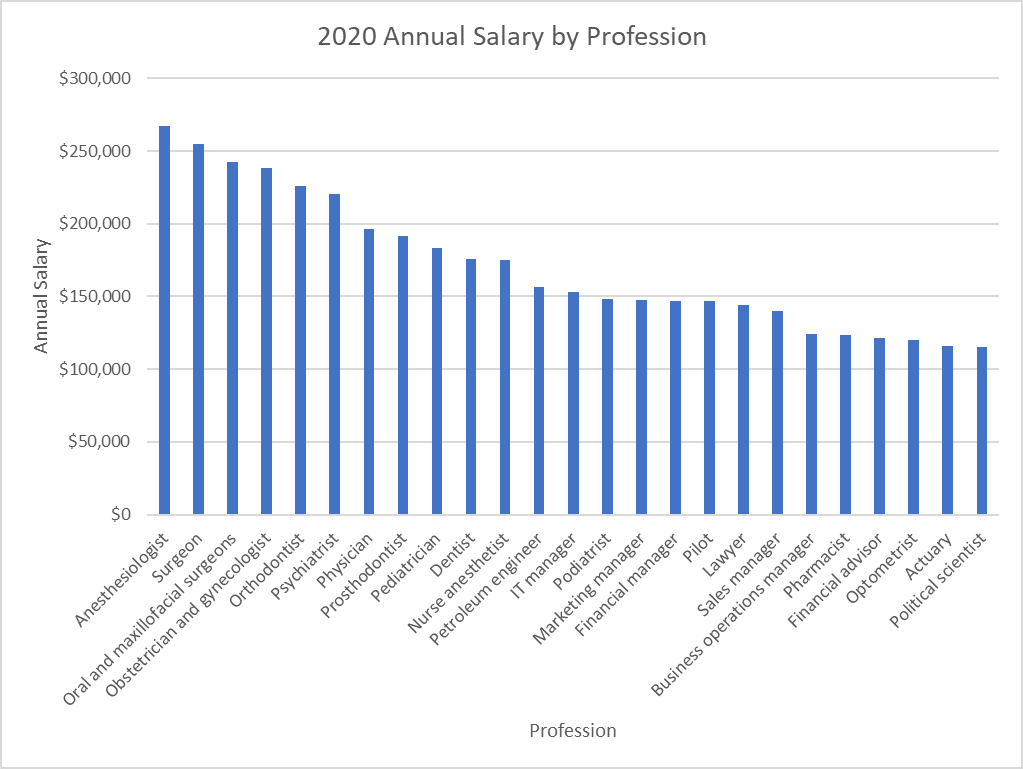 2020 Annual Salary by Profession
$300,000
$250,000
$200,000
$150,000
$100,000
$50,000
$0
Annual Salary
Anesthesiologist
Surgeon
Oral and maxillofacial surgeons
Obstetrician and gynecologist
Orthodontist
Psychiatrist
Physician
Prosthodontist
Pediatrician
Dentist
Nurse anesthetist
Petroleum engineer
IT manager
Podiatrist
Marketing manager
Financial manager
Pilot
Lawyer
Sales manager
Business operations manager
Pharmacist
Financial advisor
Optometrist
Actuary
Political scientist
Profession